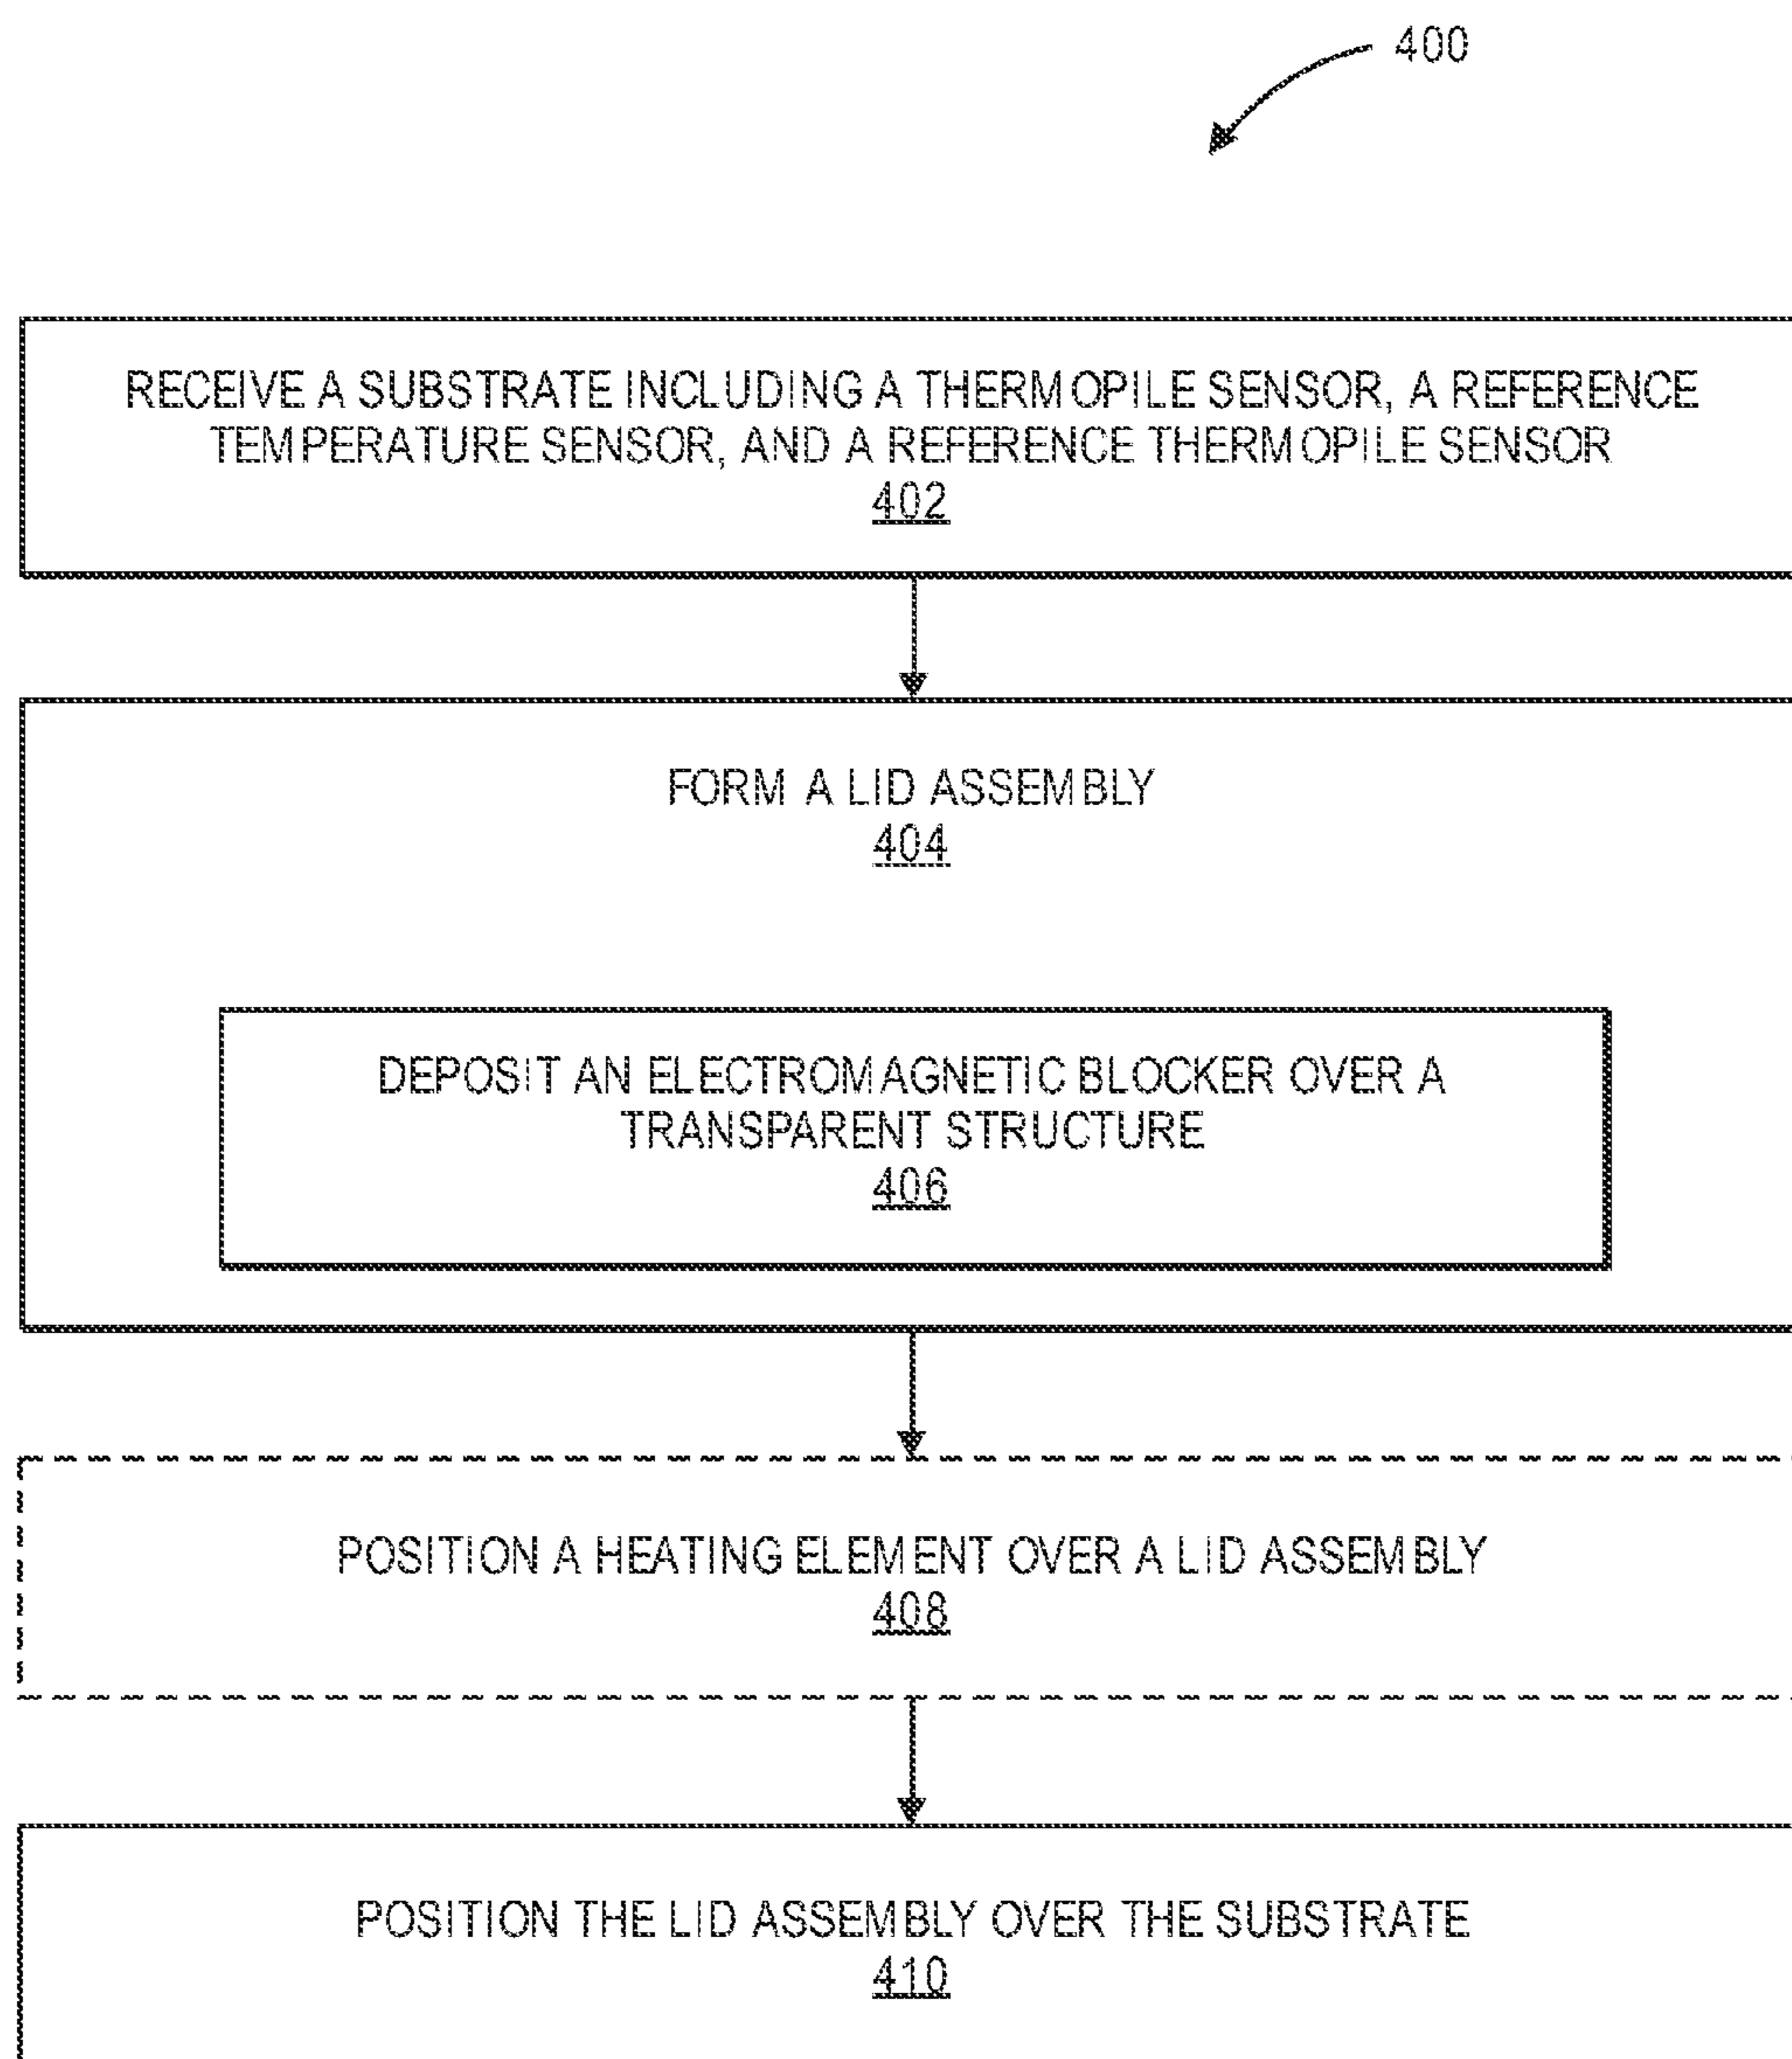 400
RECEIVE A SUBSTRATE INCLUDING A THERMOPILE SENSOR, A REFERENCE
TEMPERATURE SENSOR, AND A REFERENCE THERMOPILE SENSOR
402
FORM A LID ASSEMBLY
404
DEPOSIT AN ELECTROMAGNETIC BLOCKER OVER A
TRANSPARENT STRUCTURE
406
POSITION A HEATING ELEMENT OVER A LID ASSEMBLY
408
POSITION THE LID ASSEMBLY OVER THE SUBSTRATE
410